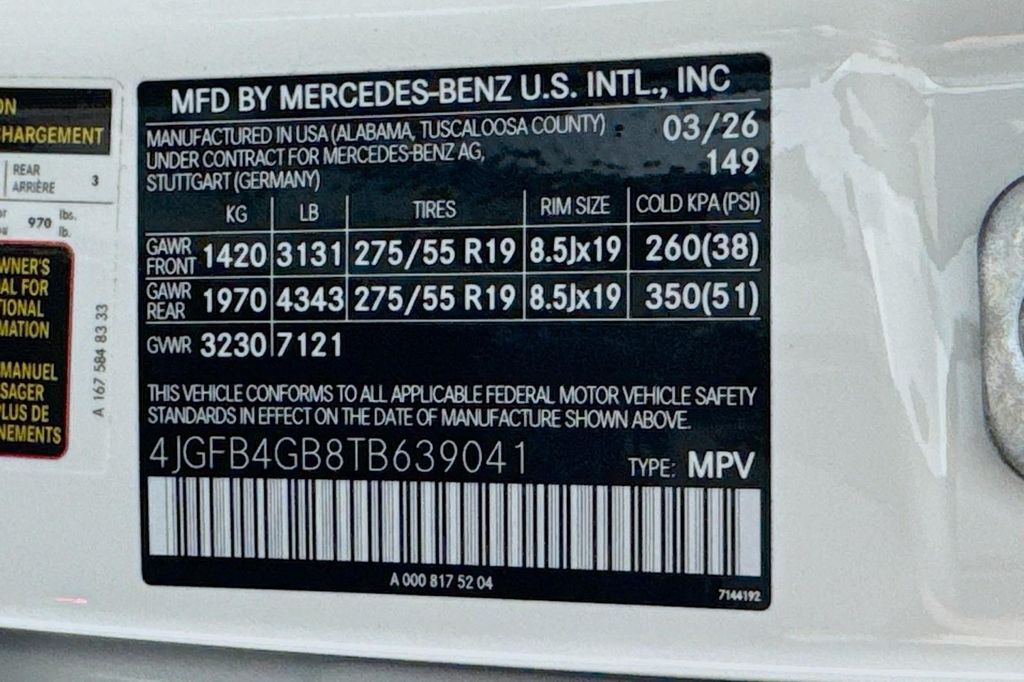 ON
CHARGEMENT
REAR
ARRIÈRE 3
970 lbs.
lb.
WNER'S
AL FOR
TIONAL
MATION
MANUEL
SAGER
PLUS DE
NEMENTS
A 167 584 83 33
MFD BY MERCEDES-BENZ U.S. INTL., INC
MANUFACTURED IN USA (ALABAMA, TUSCALOOSA COUNTY) 03/26
UNDER CONTRACT FOR MERCEDES-BENZ AG, 149
STUTTGART (GERMANY)
KG LB TIRES RIM SIZE COLD KPA (PSI)
GAWR FRONT 1420 3131 275/55 R19 8.5Jx19 260(38)
GAWR REAR 1970 4343 275/55 R19 8.5Jx19 350(51)
GVWR 3230 7121
THIS VEHICLE CONFORMS TO ALL APPLICABLE FEDERAL MOTOR VEHICLE SAFETY
STANDARDS IN EFFECT ON THE DATE OF MANUFACTURE SHOWN ABOVE.
4JGFB4GB8TB639041 TYPE: MPV
A 000 817 52 04
7144192